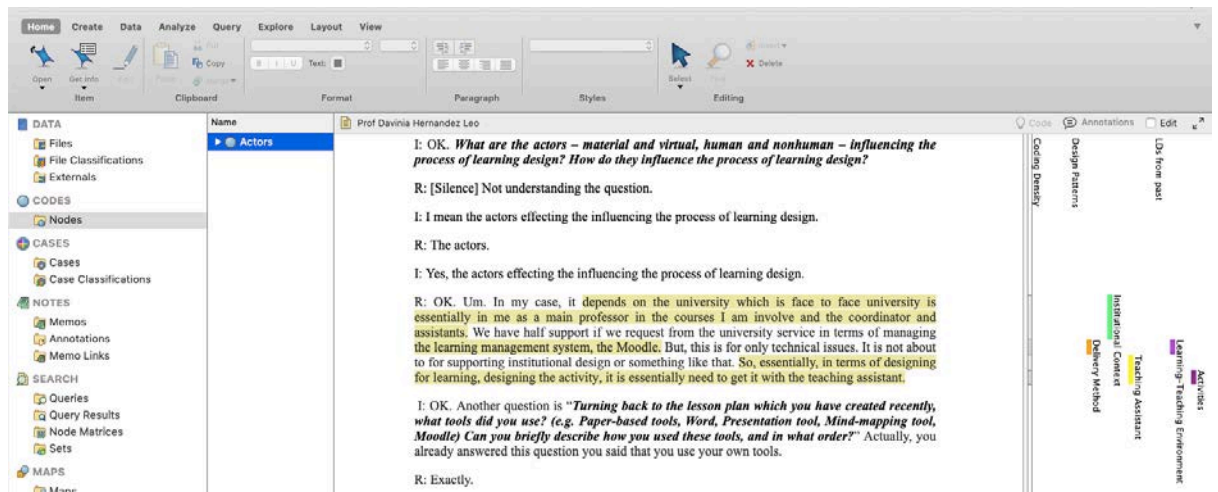 Home Create Data Analyze Query Explore Layout View
Open Get Info Copy B I U Text: Select Delete
Item Clipboard Format Paragraph Styles Editing
DATA
Files
File Classifications
Externals
CODES
Nodes
CASES
Cases
Case Classifications
NOTES
Memos
Annotations
Memo Links
SEARCH
Queries
Query Results
Node Matrices
Sets
MAPS
Maps
Name
Actors
Prof Davinia Hernandez Leo
Code Annotations Edit
I: OK. What are the actors – material and virtual, human and nonhuman – influencing the
process of learning design? How do they influence the process of learning design?
R: [Silence] Not understanding the question.
I: I mean the actors effecting the influencing the process of learning design.
R: The actors.
I: Yes, the actors effecting the influencing the process of learning design.
R: OK. Um. In my case, it depends on the university which is face to face university is
essentially in me as a main professor in the courses I am involve and the coordinator and
assistants. We have half support if we request from the university service in terms of managing
the learning management system, the Moodle. But, this is for only technical issues. It is not about
to for supporting institutional design or something like that. So, essentially, in terms of designing
for learning, designing the activity, it is essentially need to get it with the teaching assistant.
I: OK. Another question is “Turning back to the lesson plan which you have created recently,
what tools did you use? (e.g. Paper-based tools, Word, Presentation tool, Mind-mapping tool,
Moodle) Can you briefly describe how you used these tools, and in what order?” Actually, you
already answered this question you said that you use your own tools.
R: Exactly.
Coding Density
Design Patterns
Delivery Method
Institutional Context
Teaching Assistant
LDs from past
Learning-Teaching Environment
Activities